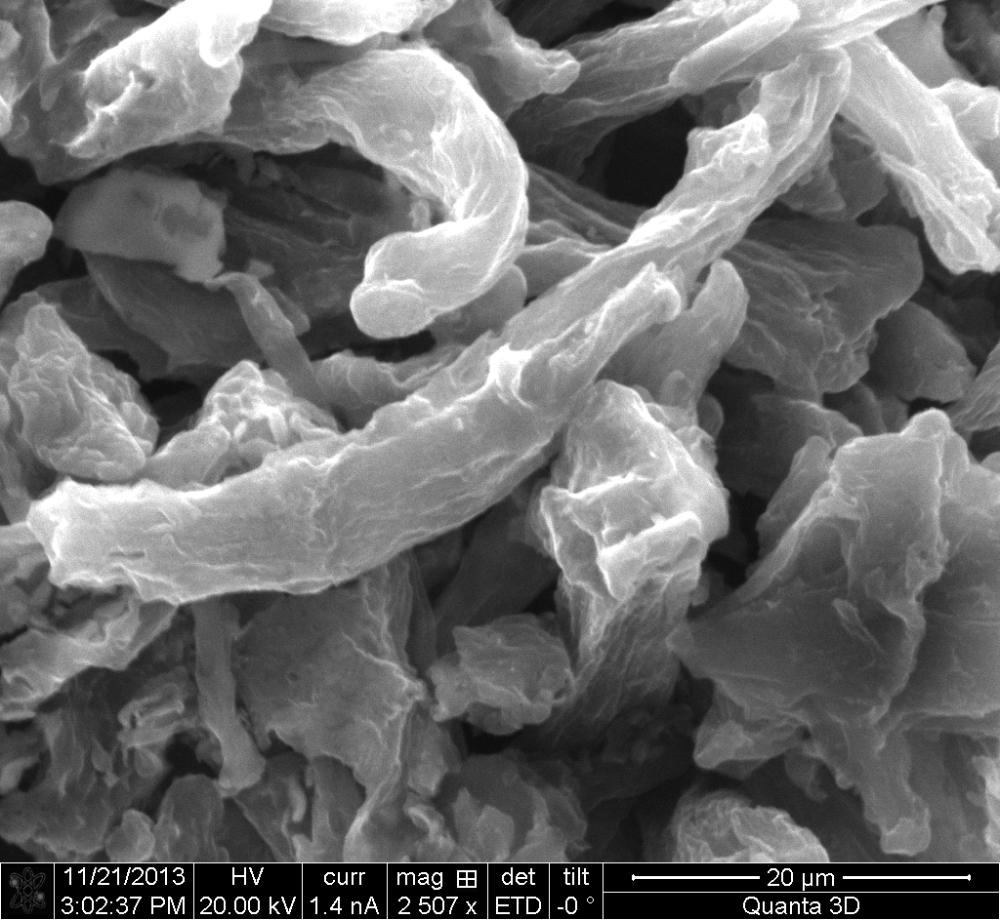 11/21/2013 HV curr mag det tilt 20 µm
3:02:37 PM 20.00 kV 1.4 nA 2 507 x ETD -0 ° Quanta 3D